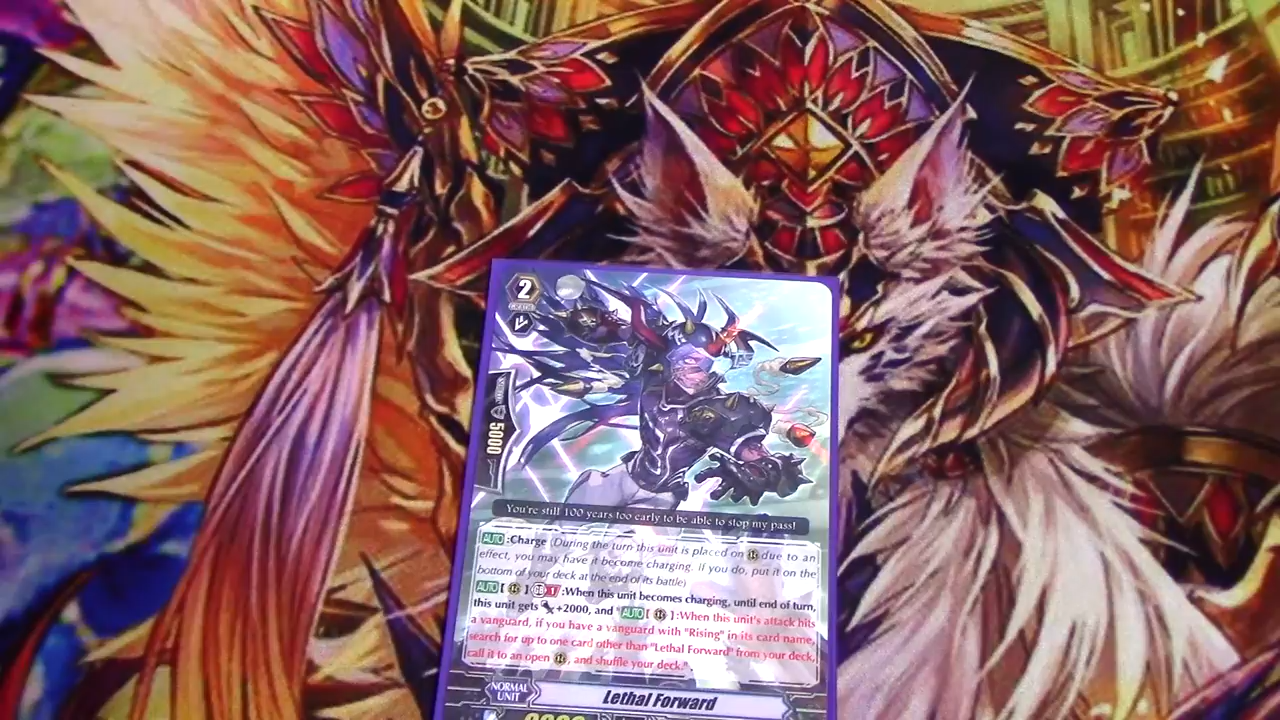 2
5000
You're still 100 years too early to be able to stop my pass!
AUTO :Charge (During the turn this unit is placed on due to an
effect, you may have it become charging. If you do, put it on the
bottom of your deck at the end of its battle)
AUTO [ ] CB 1 :When this unit becomes charging, until end of turn,
this unit gets +2000, and "AUTO [ ] :When this unit's attack hits
a vanguard, if you have a vanguard with "Rising" in its card name,
search for up to one card other than "Lethal Forward" from your deck,
call it to an open , and shuffle your deck."
NORMAL
UNIT
Lethal Forward